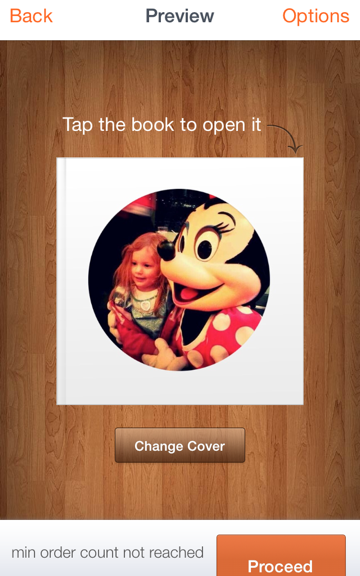 Back Preview Options
Tap the book to open it
Change Cover
min order count not reached
Proceed